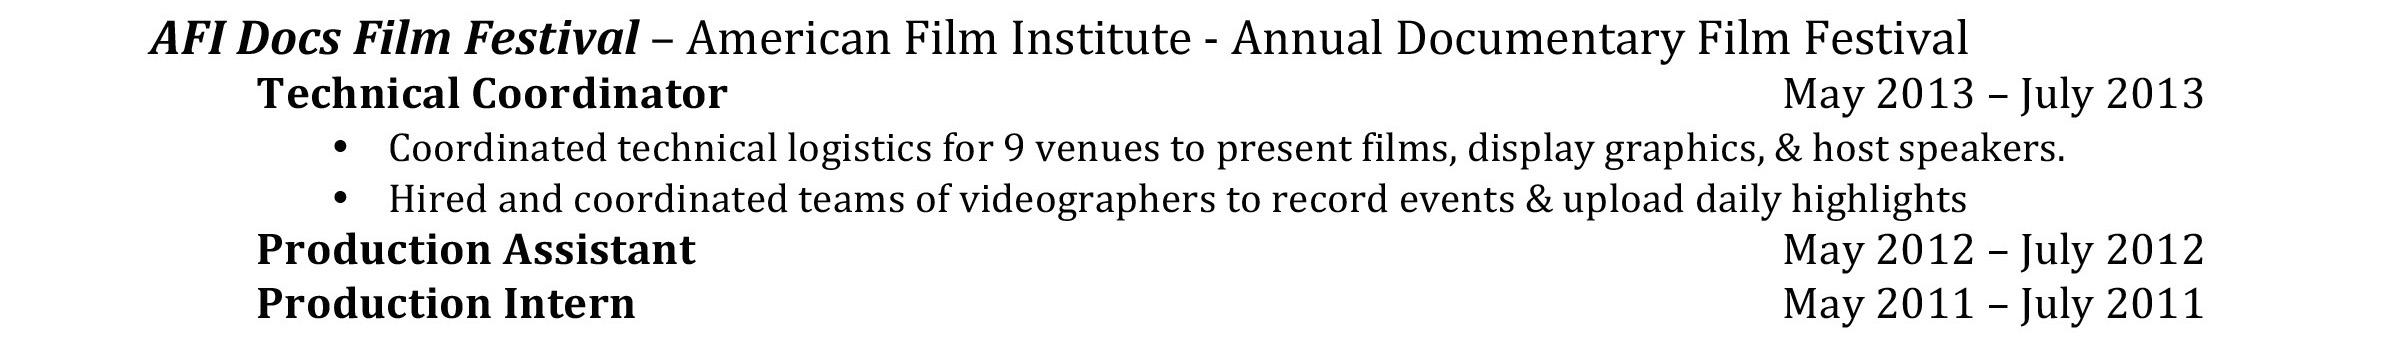 AFI Docs Film Festival – American Film Institute - Annual Documentary Film Festival
Technical Coordinator May 2013 – July 2013
• Coordinated technical logistics for 9 venues to present films, display graphics, & host speakers.
• Hired and coordinated teams of videographers to record events & upload daily highlights
Production Assistant May 2012 – July 2012
Production Intern May 2011 – July 2011